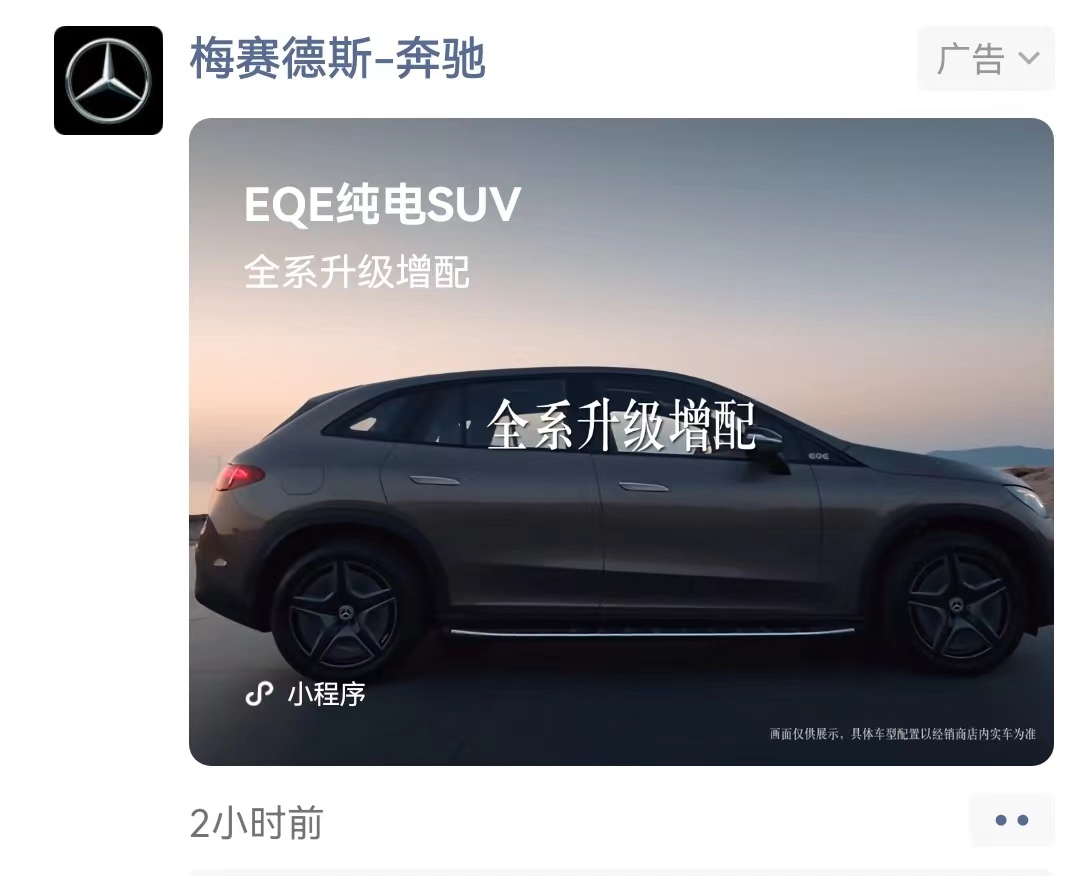 梅赛德斯-奔驰
广告
EQE纯电SUV
全系升级增配
全系升级增配
EQE
小程序
画面仅供展示，具体车型配置以经销商店内实车为准
2小时前